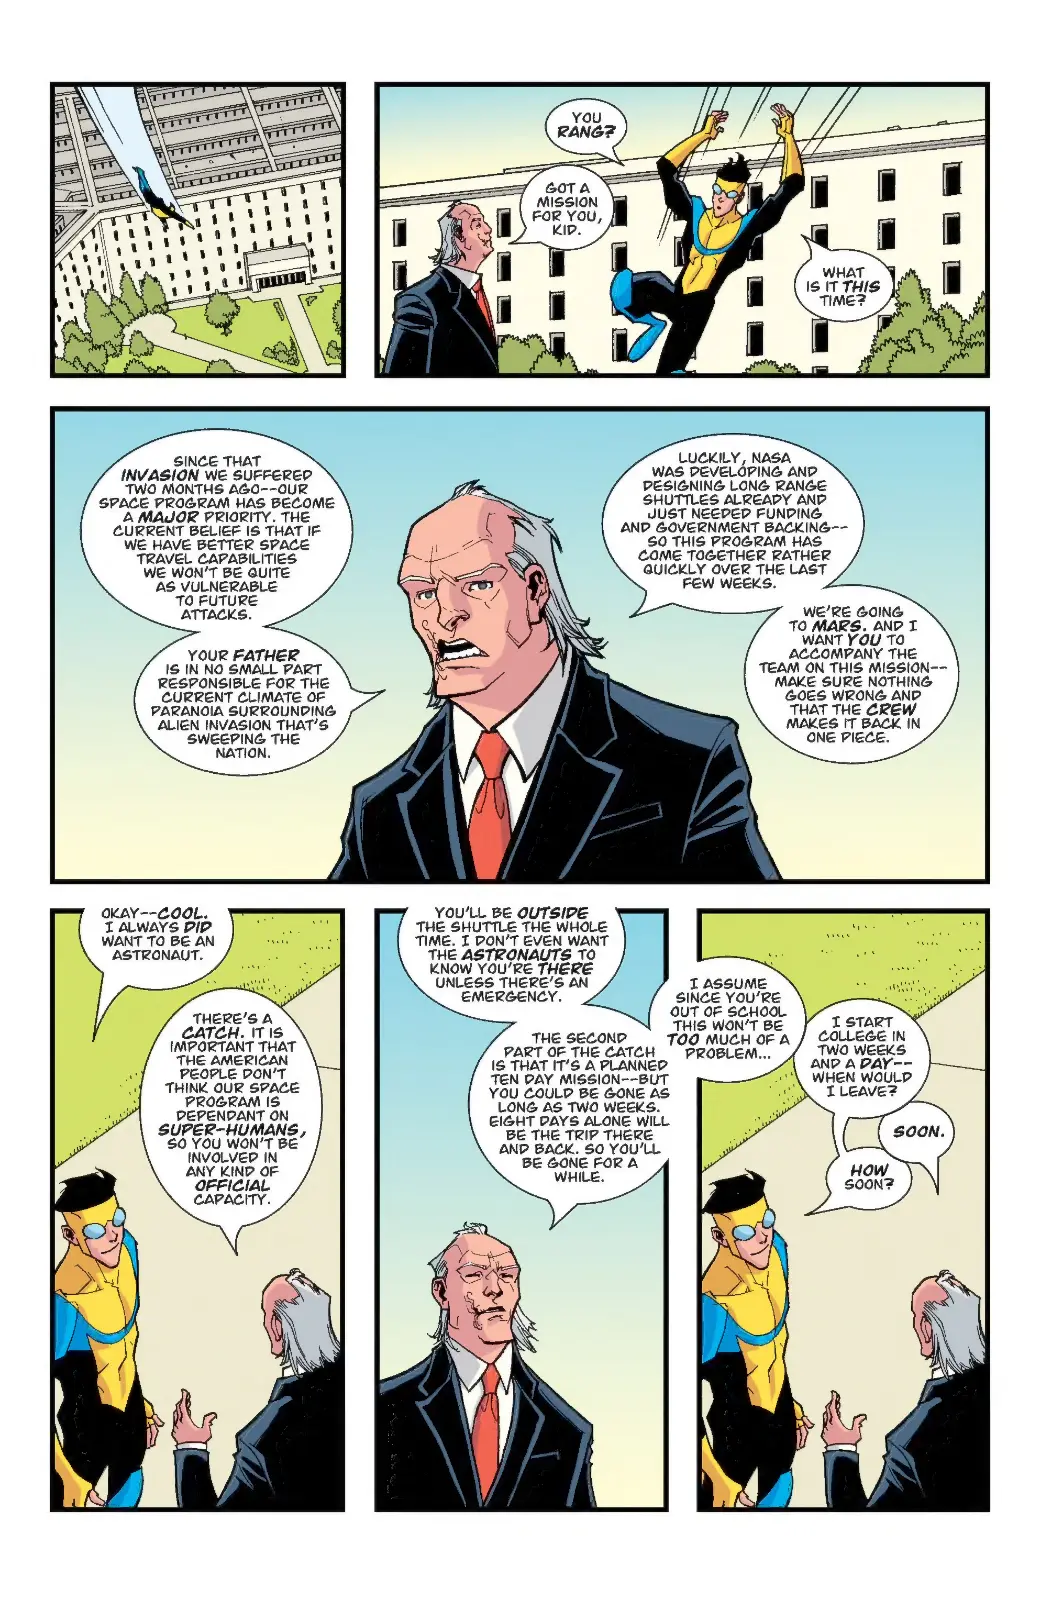 YOU
RANG?
GOT A
MISSION
FOR YOU,
KID.
WHAT
IS IT THIS
TIME?
SINCE THAT
INVASION WE SUFFERED
TWO MONTHS AGO--OUR
SPACE PROGRAM HAS BECOME
A MAJOR PRIORITY. THE
CURRENT BELIEF IS THAT IF
WE HAVE BETTER SPACE
TRAVEL CAPABILITIES
WE WON'T BE QUITE
AS VULNERABLE
TO FUTURE
ATTACKS.
YOUR FATHER
IS IN NO SMALL PART
RESPONSIBLE FOR THE
CURRENT CLIMATE OF
PARANOIA SURROUNDING
ALIEN INVASION THAT'S
SWEEPING THE
NATION.
LUCKILY, NASA
WAS DEVELOPING AND
DESIGNING LONG RANGE
SHUTTLES ALREADY AND
JUST NEEDED FUNDING
AND GOVERNMENT BACKING--
SO THIS PROGRAM HAS
COME TOGETHER RATHER
QUICKLY OVER THE LAST
FEW WEEKS.
WE'RE GOING
TO MARS. AND I
WANT YOU TO
ACCOMPANY THE
TEAM ON THIS MISSION--
MAKE SURE NOTHING
GOES WRONG AND
THAT THE CREW
MAKES IT BACK IN
ONE PIECE.
OKAY--COOL.
I ALWAYS DID
WANT TO BE AN
ASTRONAUT.
THERE'S A
CATCH. IT IS
IMPORTANT THAT
THE AMERICAN
PEOPLE DON'T
THINK OUR SPACE
PROGRAM IS
DEPENDANT ON
SUPER-HUMANS,
SO YOU WON'T BE
INVOLVED IN
ANY KIND OF
OFFICIAL
CAPACITY.
YOU'LL BE OUTSIDE
THE SHUTTLE THE WHOLE
TIME. I DON'T EVEN WANT
THE ASTRONAUTS TO
KNOW YOU'RE THERE
UNLESS THERE'S AN
EMERGENCY.
THE SECOND
PART OF THE CATCH
IS THAT IT'S A PLANNED
TEN DAY MISSION--BUT
YOU COULD BE GONE AS
LONG AS TWO WEEKS.
EIGHT DAYS ALONE WILL
BE THE TRIP THERE
AND BACK. SO YOU'LL
BE GONE FOR A
WHILE.
I ASSUME
SINCE YOU'RE
OUT OF SCHOOL
THIS WON'T BE
TOO MUCH OF A
PROBLEM...
I START
COLLEGE IN
TWO WEEKS
AND A DAY--
WHEN WOULD
I LEAVE?
SOON.
HOW
SOON?